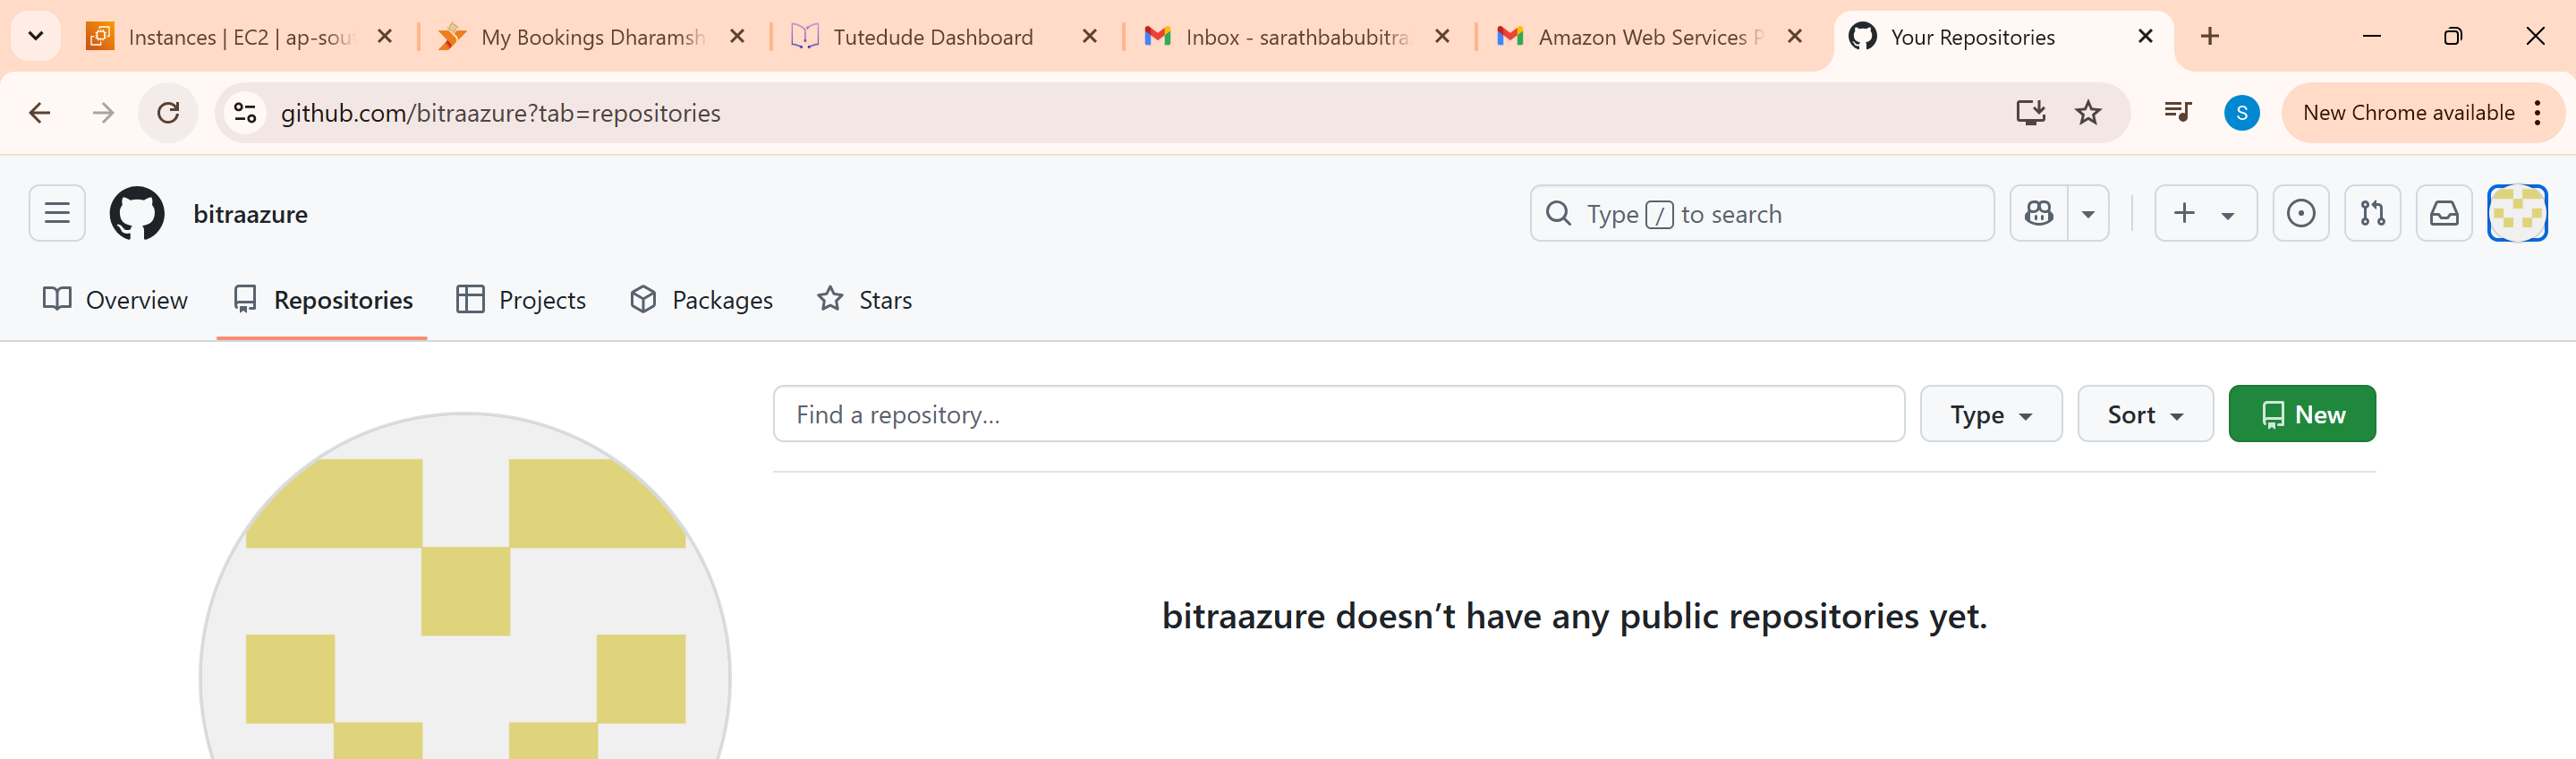 Instances | EC2 | ap-sou
My Bookings Dharamsh
Tutedude Dashboard
Inbox - sarathbabubitra
Amazon Web Services P
Your Repositories
github.com/bitraazure?tab=repositories
S
New Chrome available
bitraazure
Type / to search
Overview
Repositories
Projects
Packages
Stars
Find a repository...
Type
Sort
New
bitraazure doesn’t have any public repositories yet.